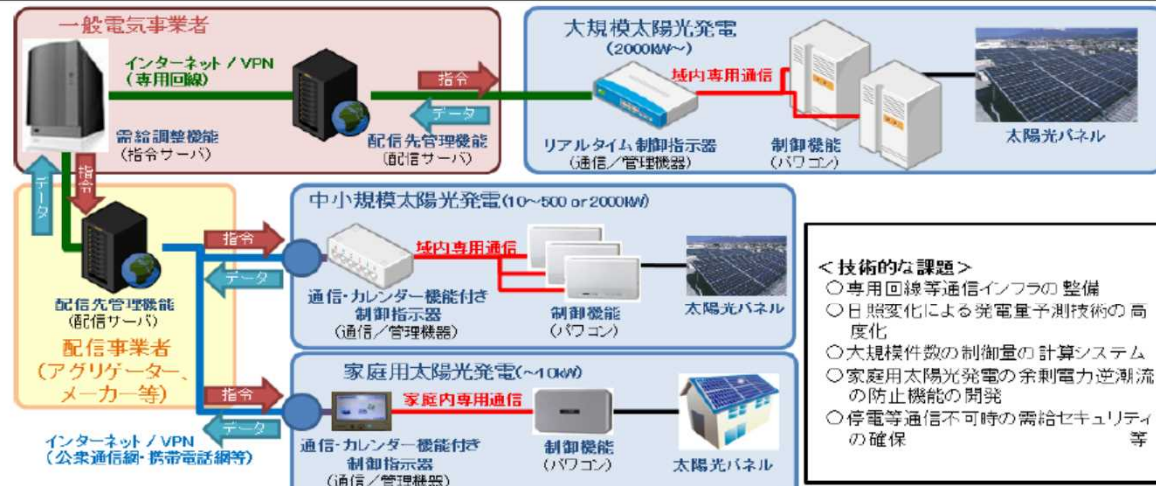 一般電気事業者
インターネット / VPN
(専用回線)
指令
データ
需給調整機能
(指令サーバ)
配信先管理機能
(配信サーバ)
大規模太陽光発電
(2000kW~)
域内専用通信
リアルタイム制御指示器
(通信/管理機器)
制御機能
(パワコン)
太陽光パネル
データ
指令
配信先管理機能
(配信サーバ)
配信事業者
(アグリゲーター、
メーカー等)
インターネット / VPN
(公衆通信網・携帯電話網等)
指令
データ
中小規模太陽光発電(10~500 or 2000kW)
域内専用通信
通信・カレンダー機能付き
制御指示器
(通信/管理機器)
制御機能
(パワコン)
太陽光パネル
指令
データ
家庭用太陽光発電(~10kW)
家庭内専用通信
通信・カレンダー機能付き
制御指示器
(通信/管理機器)
制御機能
(パワコン)
太陽光パネル
<技術的な課題>
○専用回線等通信インフラの整備
○日照変化による発電量予測技術の高
度化
○大規模件数の制御量の計算システム
○家庭用太陽光発電の余剰電力逆潮流
の防止機能の開発
○停電等通信不可時の需給セキュリティ
の確保 等